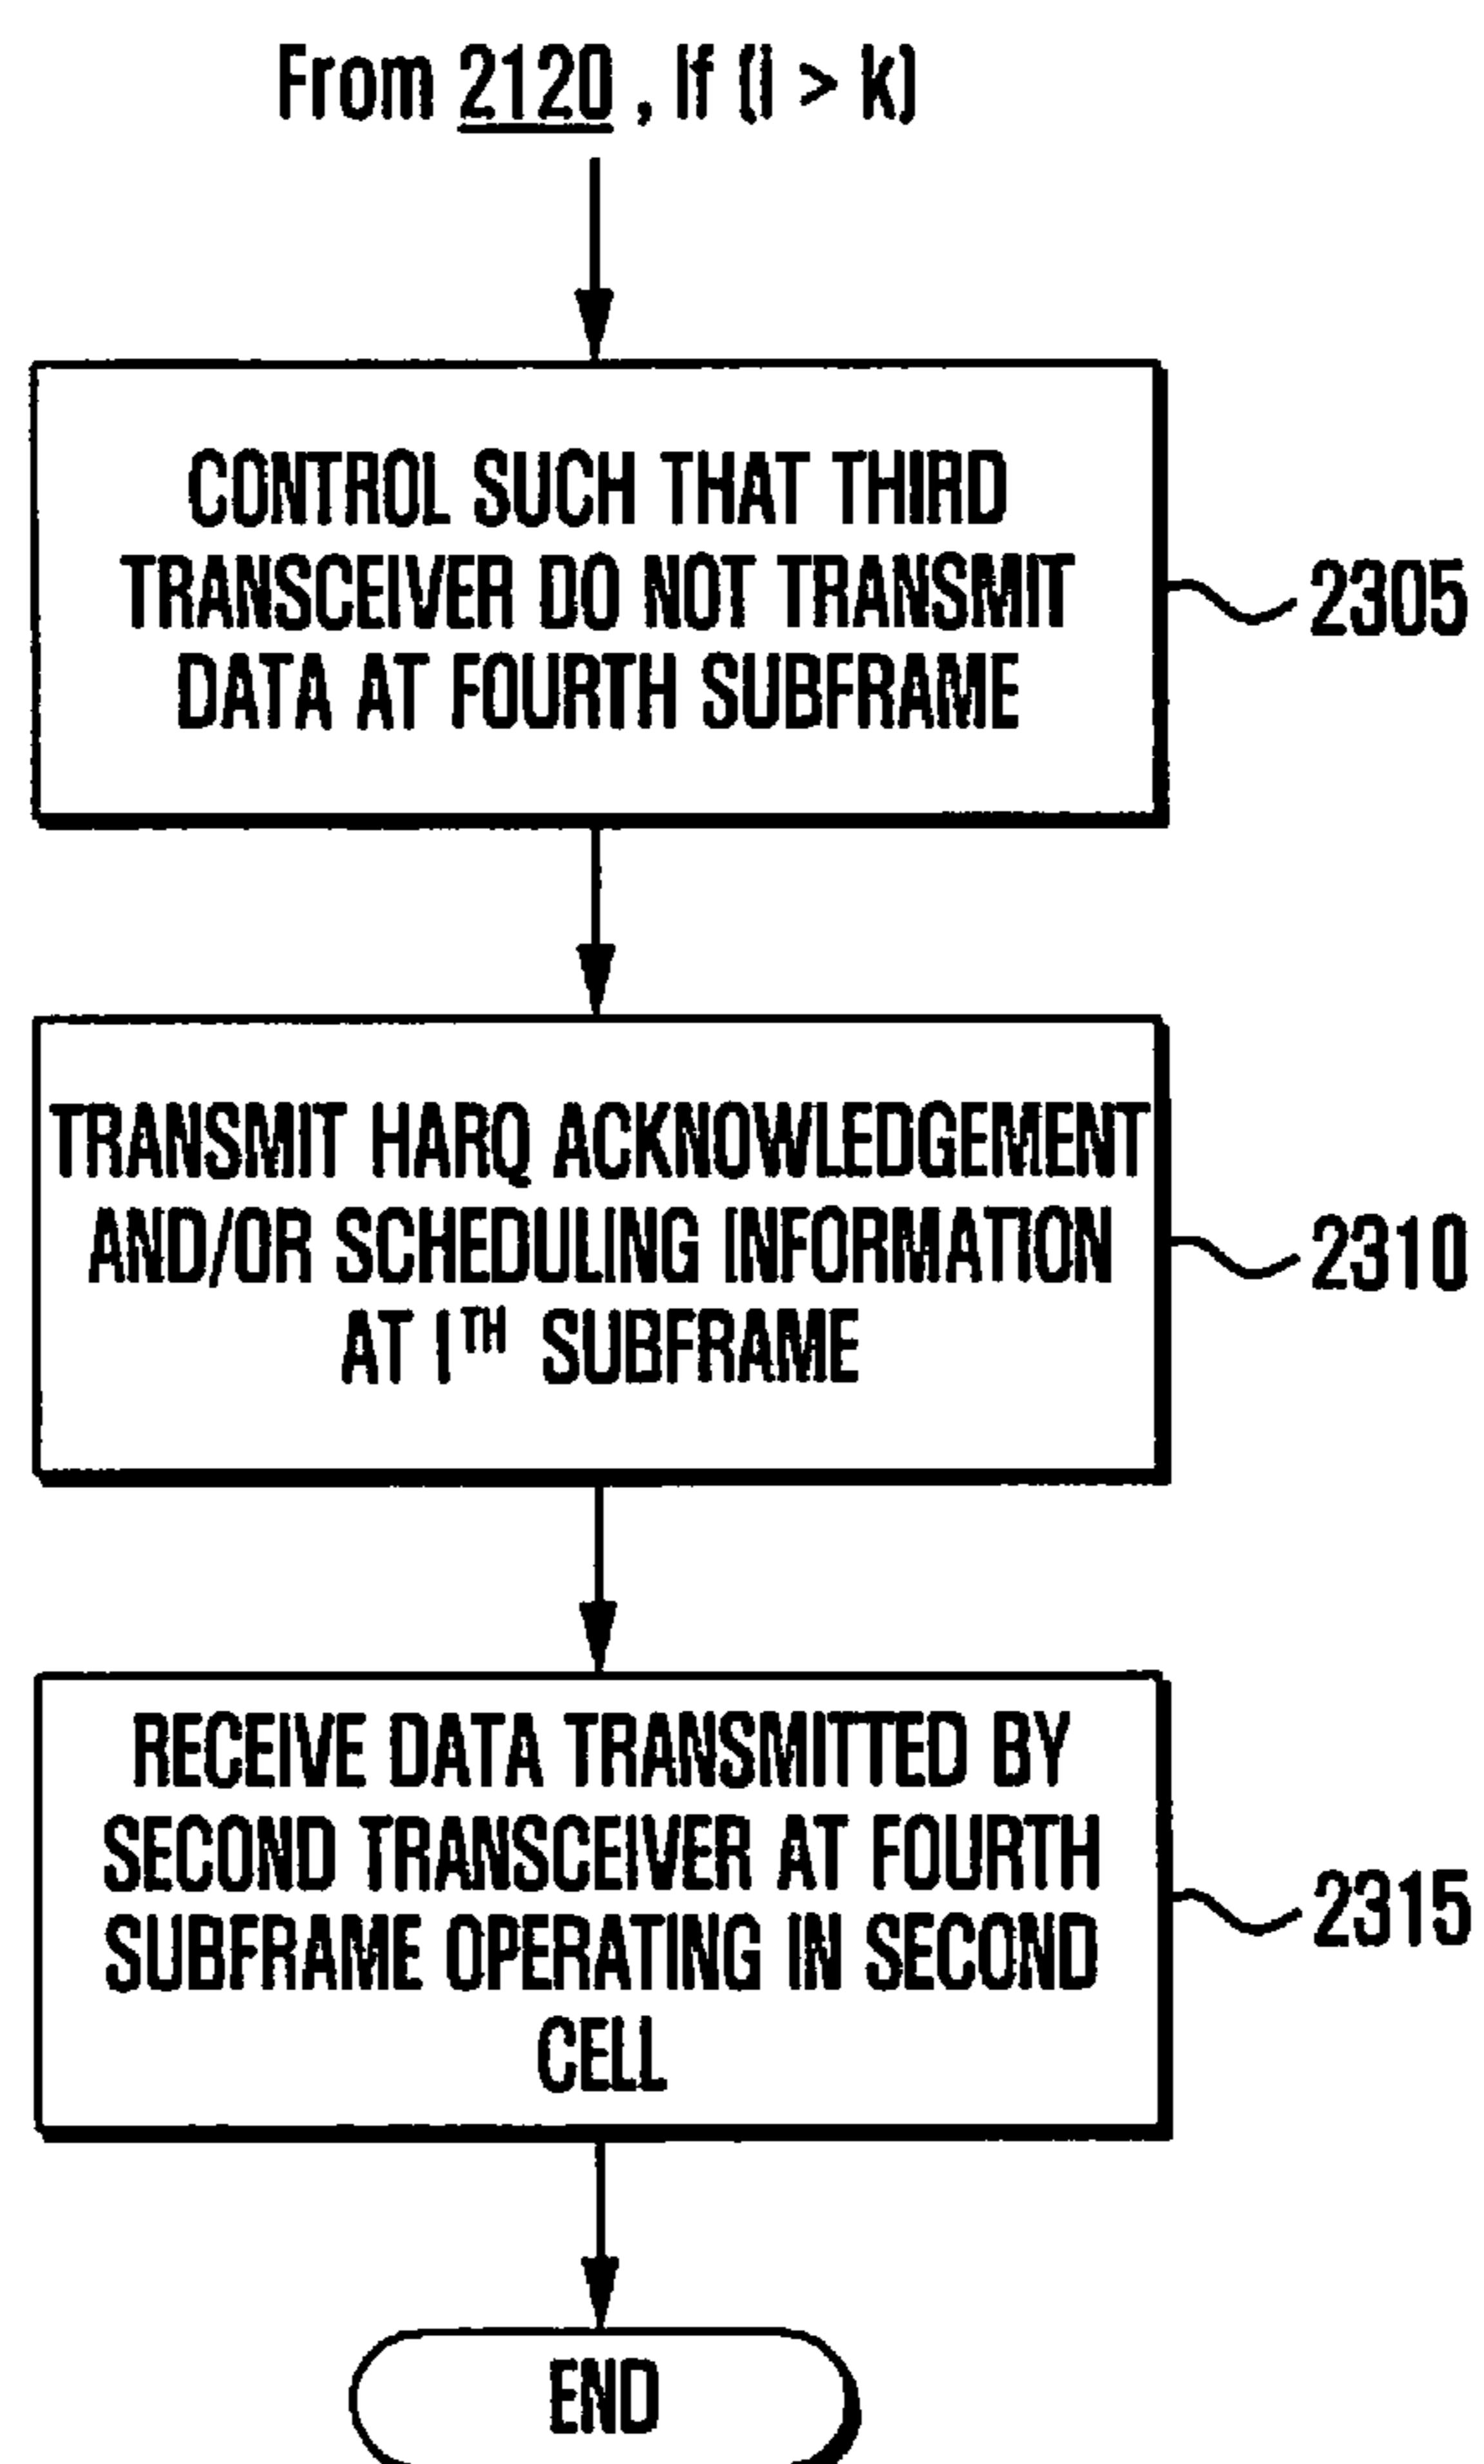 From 2120 , If (l > k)
CONTROL SUCH THAT THIRD
TRANSCEIVER DO NOT TRANSMIT
DATA AT FOURTH SUBFRAME
2305
TRANSMIT HARQ ACKNOWLEDGEMENT
AND/OR SCHEDULING INFORMATION
AT lTH SUBFRAME
2310
RECEIVE DATA TRANSMITTED BY
SECOND TRANSCEIVER AT FOURTH
SUBFRAME OPERATING IN SECOND
CELL
2315
END